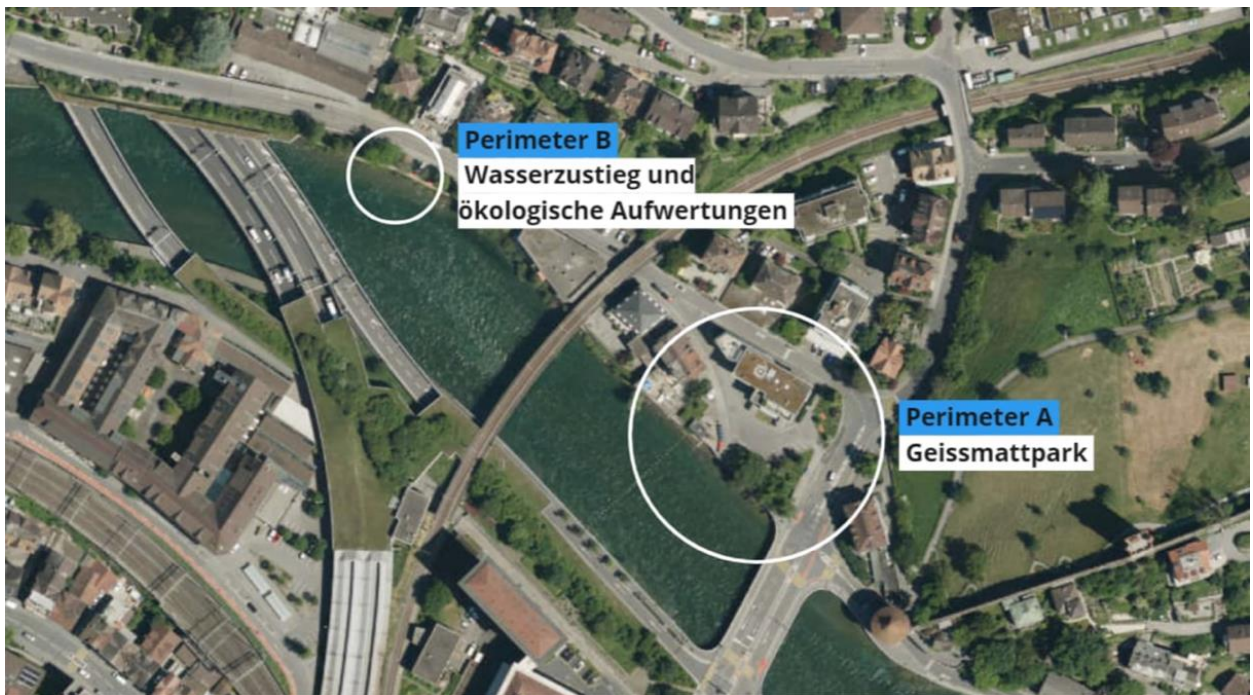 Perimeter B
Wasserzustieg und
ökologische Aufwertungen
Perimeter A
Geissmattpark